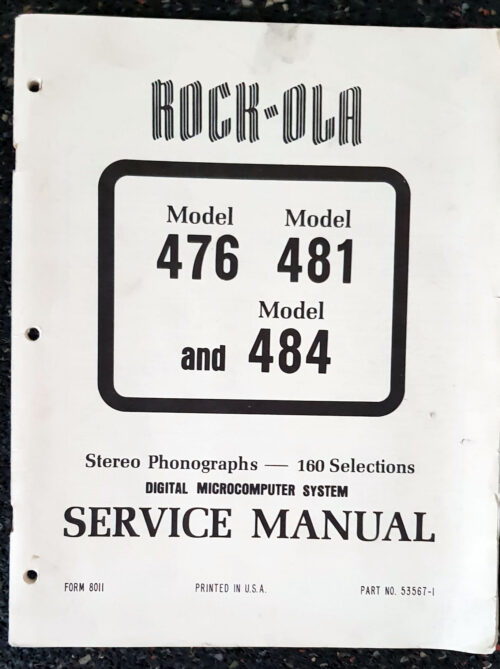 ROCK-OLA
Model Model
476 481
Model
and 484
Stereo Phonographs — 160 Selections
DIGITAL MICROCOMPUTER SYSTEM
SERVICE MANUAL
FORM 8011 PRINTED IN U.S.A. PART NO. 53567-1